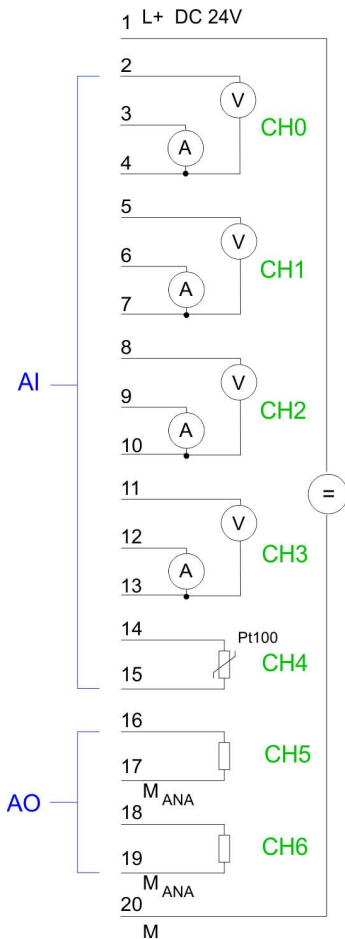 1 L+ DC 24V
2
V
3
CH0
A
4
5
V
6
CH1
A
7
8
V
AI
9
CH2
A
10
11
=
V
12
CH3
A
13
14
Pt100
CH4
15
16
CH5
17
M ANA
AO
18
CH6
19
M ANA
20
M